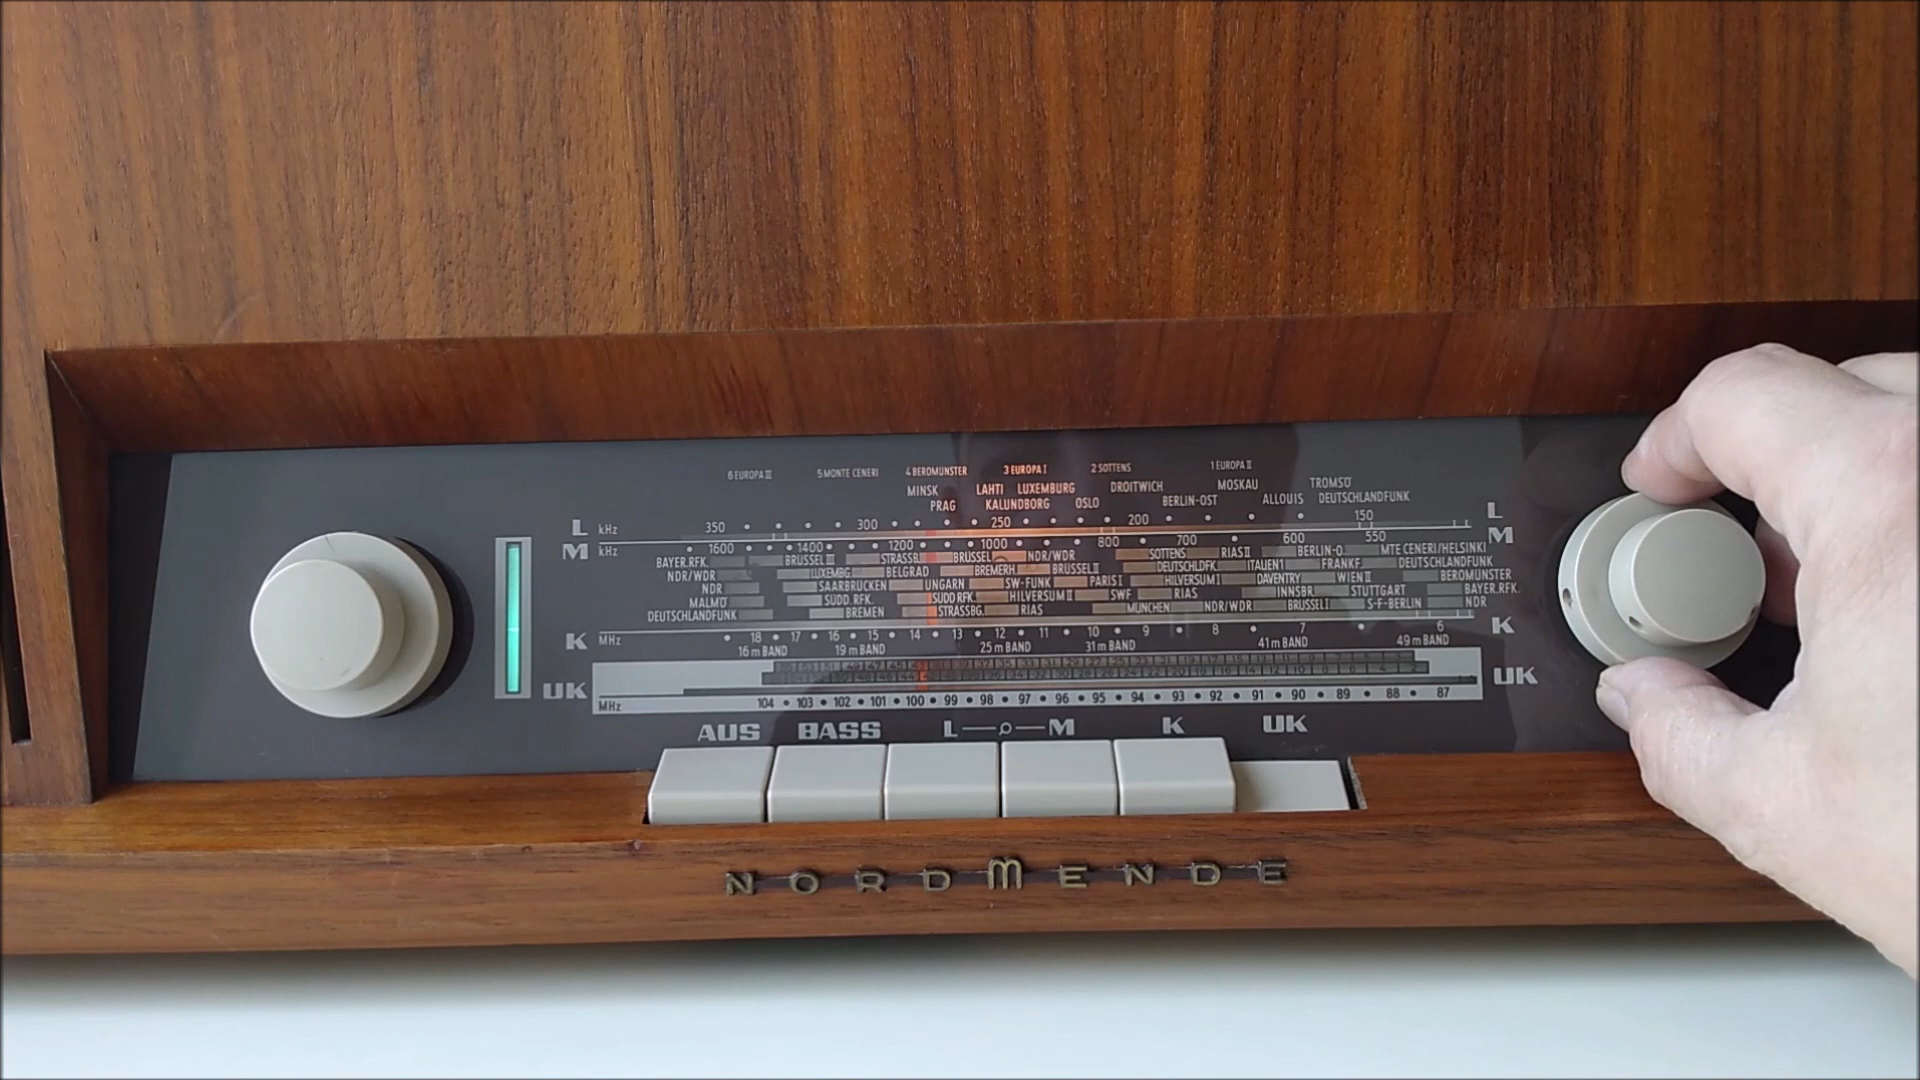 6 EUROPA III 5 MONTE CENERI 4 BEROMÜNSTER 3 EUROPA I 2 SOTTENS 1 EUROPA II
MINSK LAHTI LUXEMBURG DROITWICH MOSKAU TROMSÖ
PRAG KALUNDBORG OSLO BERLIN-OST ALLOUIS DEUTSCHLANDFUNK
L kHz 350 300 250 200 150 L
M kHz 1600 1400 1200 1000 800 700 600 550 M
BAYER.RFK. BRÜSSEL III STRASSB. BRÜSSEL NDR/WDR SOTTENS RIAS II BERLIN-O. MTE CENERI/HELSINKI
NDR/WDR LUXEMBG. BELGRAD BREMERH. BRÜSSEL II DEUTSCHLDFK. ITALIEN 1 FRANKF. DEUTSCHLANDFUNK
NDR SAARBRÜCKEN UNGARN SW-FUNK PARIS I HILVERSUM I DAVENTRY WIEN II BEROMÜNSTER
MALMÖ SÜDD.RFK. SÜDD RFK. HILVERSUM II SWF RIAS INNSBR. STUTTGART BAYER.RFK.
DEUTSCHLANDFUNK BREMEN STRASSBG. RIAS MÜNCHEN NDR/WDR BRÜSSEL I S-F-BERLIN NDR
K MHz 18 17 16 15 14 13 12 11 10 9 8 7 6 K
16 m BAND 19 m BAND 25 m BAND 31 m BAND 41 m BAND 49 m BAND
UK MHz 104 103 102 101 100 99 98 97 96 95 94 93 92 91 90 89 88 87 UK
AUS BASS L M K UK
NORDMENDE